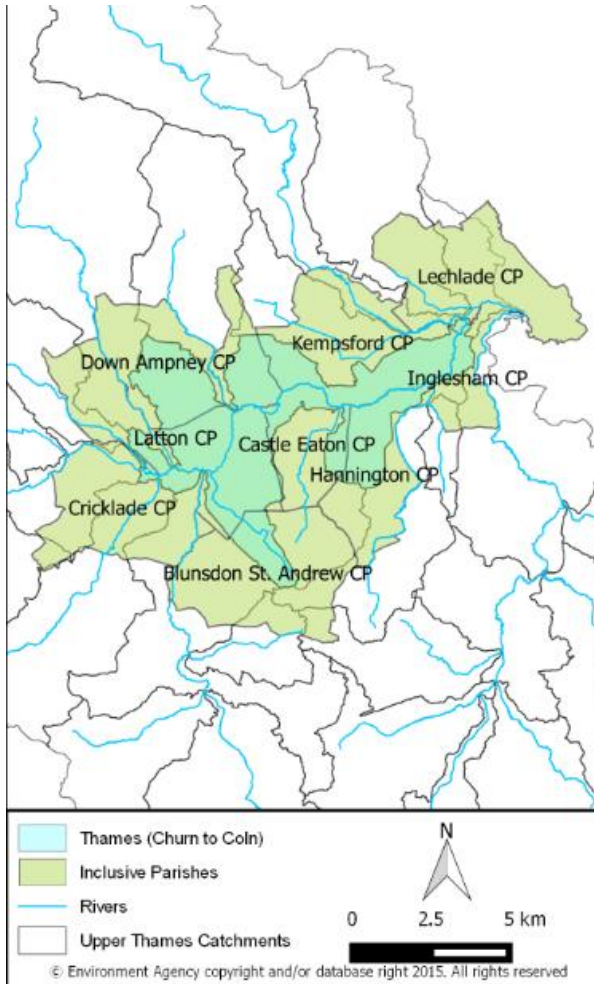 Lechlade CP
Kempsford CP
Down Ampney CP
Inglesham CP
Latton CP
Castle Eaton CP
Hannington CP
Cricklade CP
Blunsdon St. Andrew CP
Thames (Churn to Coln)
Inclusive Parishes
Rivers
Upper Thames Catchments
N
0 2.5 5 km
© Environment Agency copyright and/or database right 2015. All rights reserved